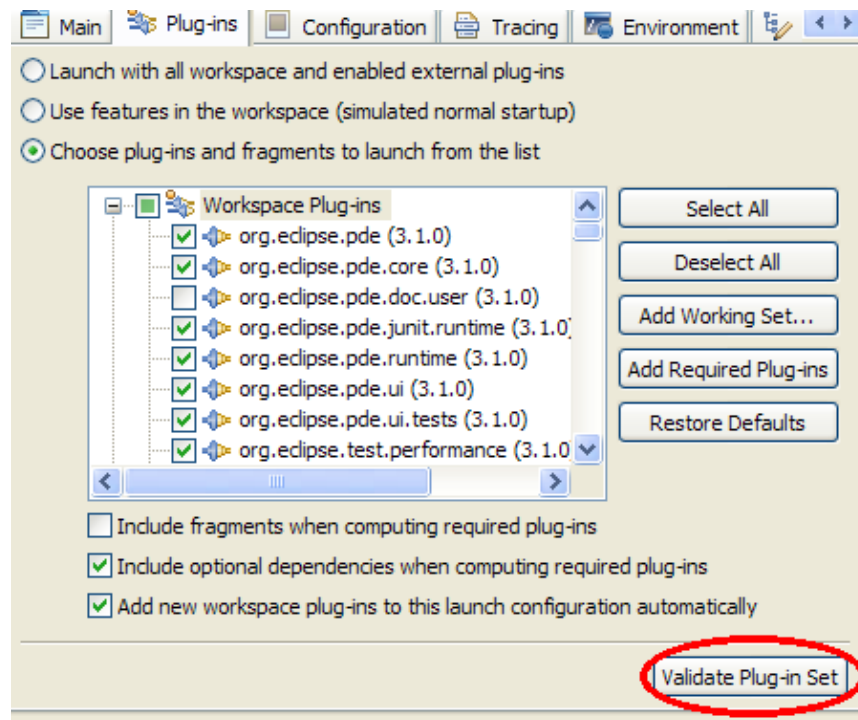 Main Plug-ins Configuration Tracing Environment
Launch with all workspace and enabled external plug-ins
Use features in the workspace (simulated normal startup)
Choose plug-ins and fragments to launch from the list
Workspace Plug-ins
org.eclipse.pde (3.1.0)
org.eclipse.pde.core (3.1.0)
org.eclipse.pde.doc.user (3.1.0)
org.eclipse.pde.junit.runtime (3.1.0)
org.eclipse.pde.runtime (3.1.0)
org.eclipse.pde.ui (3.1.0)
org.eclipse.pde.ui.tests (3.1.0)
org.eclipse.test.performance (3.1.0
Select All
Deselect All
Add Working Set...
Add Required Plug-ins
Restore Defaults
Include fragments when computing required plug-ins
Include optional dependencies when computing required plug-ins
Add new workspace plug-ins to this launch configuration automatically
Validate Plug-in Set